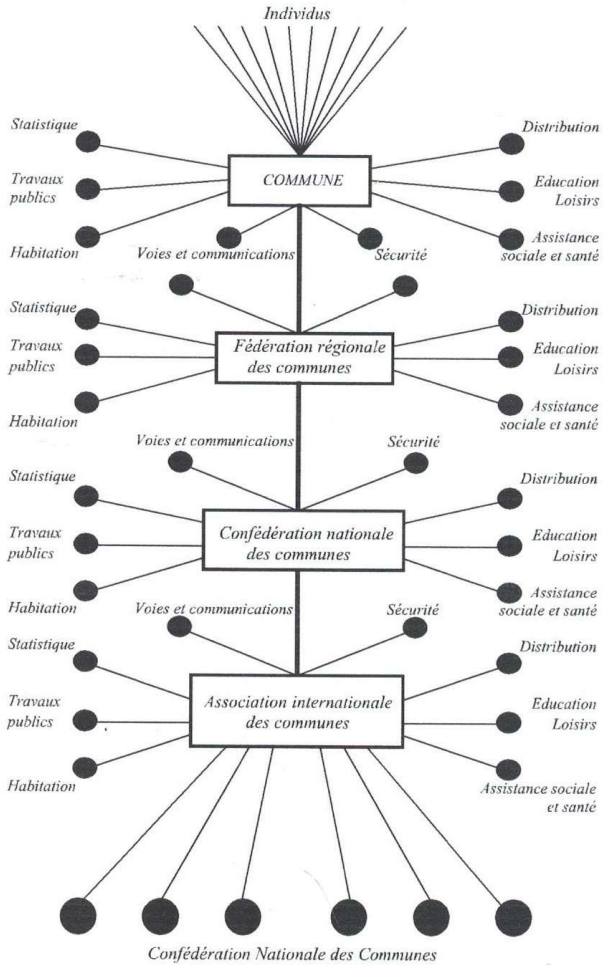 Individus
Statistique
Distribution
Travaux
publics
COMMUNE
Education
Loisirs
Habitation
Voies et communications
Sécurité
Assistance
sociale et santé
Statistique
Distribution
Travaux
publics
Fédération régionale
des communes
Education
Loisirs
Habitation
Assistance
sociale et santé
Voies et communications
Sécurité
Statistique
Distribution
Travaux
publics
Confédération nationale
des communes
Education
Loisirs
Habitation
Assistance
sociale et santé
Voies et communications
Sécurité
Statistique
Distribution
Travaux
publics
Association internationale
des communes
Education
Loisirs
Habitation
Assistance sociale
et santé
Confédération Nationale des Communes